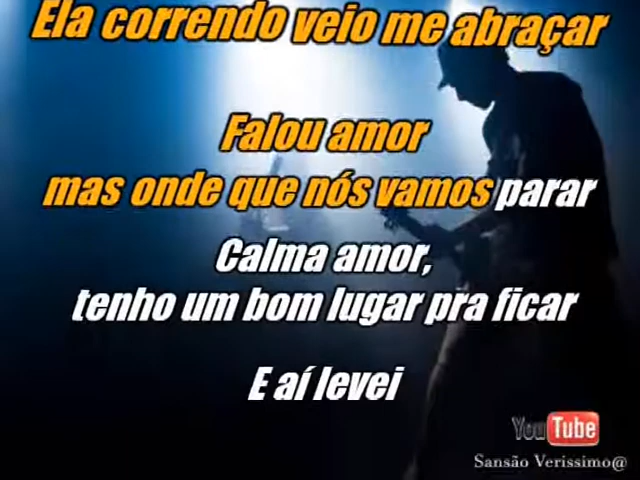 Ela correndo veio me abraçar
Falou amor
mas onde que nós vamos parar
Calma amor,
tenho um bom lugar pra ficar
E aí levei
YouTube
Sansão Verissimo@